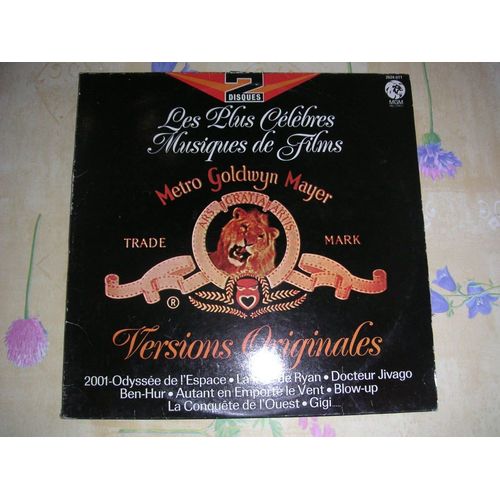 2
DISQUES
MGM
Les Plus Célèbres
Musiques de Films
Metro Goldwyn Mayer
ARS GRATIA ARTIS
TRADE MARK
®
Versions Originales
2001-Odyssée de l'Espace • La de Ryan • Docteur Jivago
Ben-Hur • Autant en Emporte le Vent • Blow-up
La Conquête de l'Ouest • Gigi....